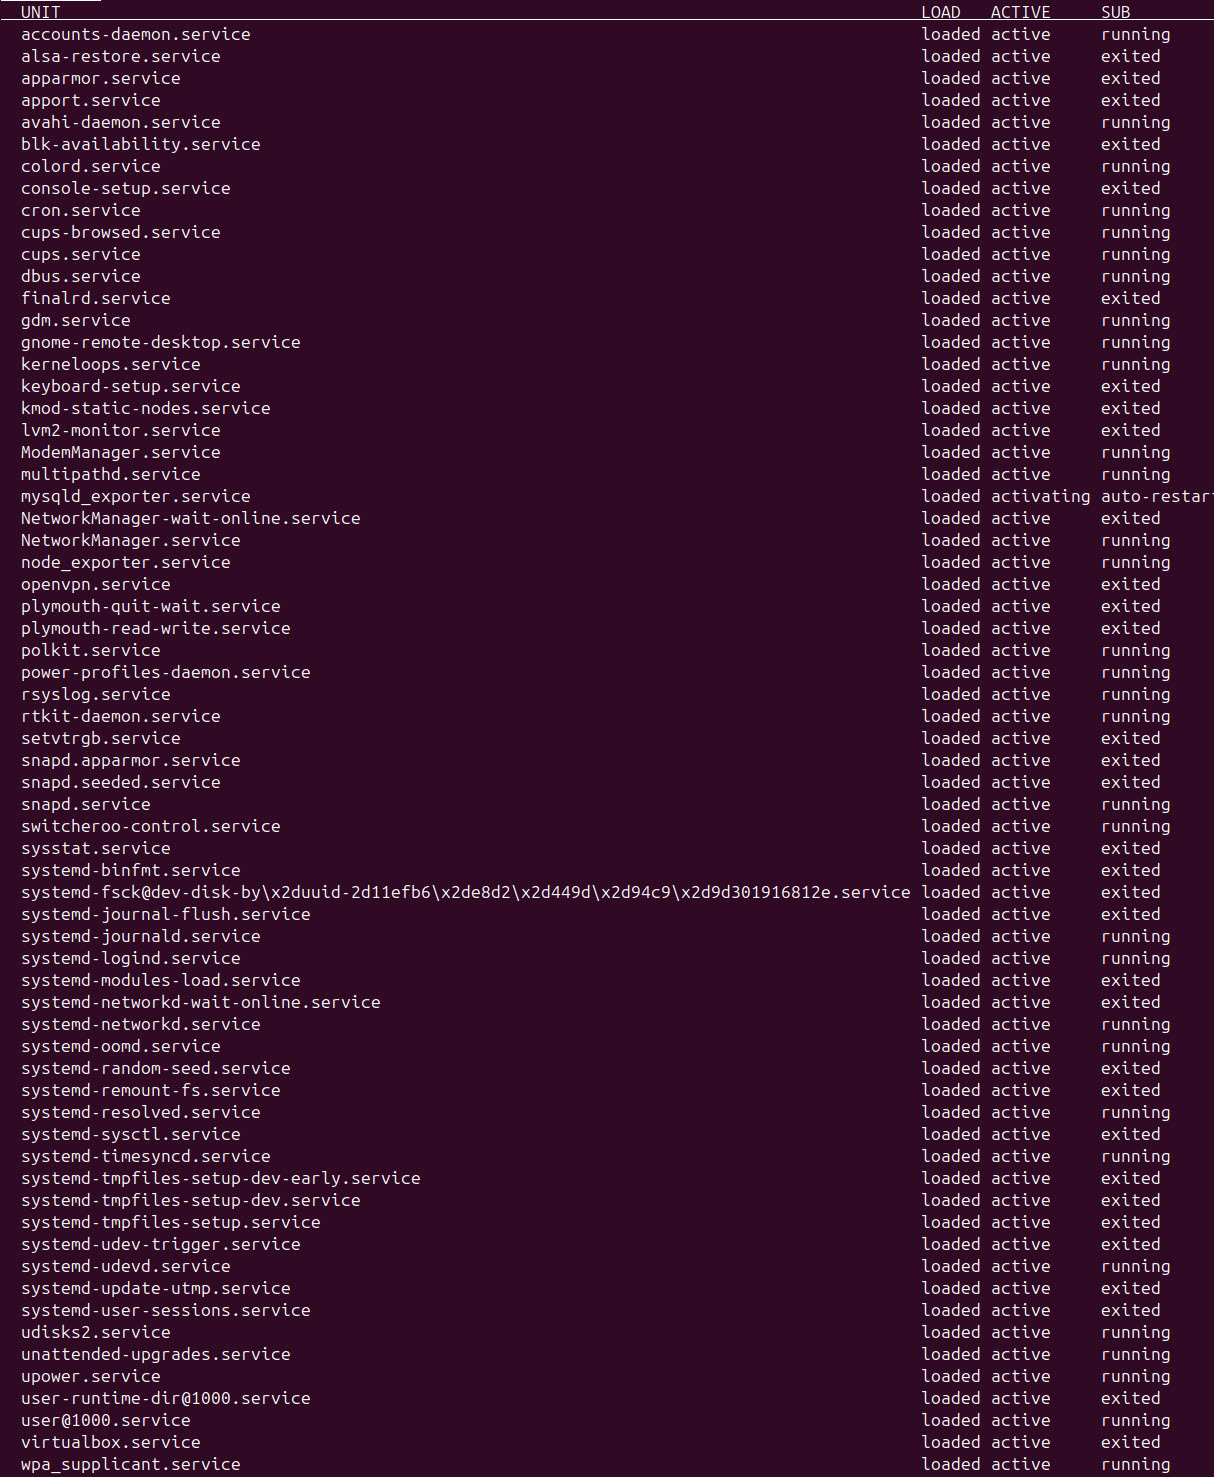 UNIT LOAD ACTIVE SUB
accounts-daemon.service loaded active running
alsa-restore.service loaded active exited
apparmor.service loaded active exited
apport.service loaded active exited
avahi-daemon.service loaded active running
blk-availability.service loaded active exited
colord.service loaded active running
console-setup.service loaded active exited
cron.service loaded active running
cups-browsed.service loaded active running
cups.service loaded active running
dbus.service loaded active running
finalrd.service loaded active exited
gdm.service loaded active running
gnome-remote-desktop.service loaded active running
kerneloops.service loaded active running
keyboard-setup.service loaded active exited
kmod-static-nodes.service loaded active exited
lvm2-monitor.service loaded active exited
ModemManager.service loaded active running
multipathd.service loaded active running
mysqld_exporter.service loaded activating auto-restart
NetworkManager-wait-online.service loaded active exited
NetworkManager.service loaded active running
node_exporter.service loaded active running
openvpn.service loaded active exited
plymouth-quit-wait.service loaded active exited
plymouth-read-write.service loaded active exited
polkit.service loaded active running
power-profiles-daemon.service loaded active running
rsyslog.service loaded active running
rtkit-daemon.service loaded active running
setvtrgb.service loaded active exited
snapd.apparmor.service loaded active exited
snapd.seeded.service loaded active exited
snapd.service loaded active running
switcheroo-control.service loaded active running
sysstat.service loaded active exited
systemd-binfmt.service loaded active exited
systemd-fsck@dev-disk-by\x2duuid-2d11efb6\x2de8d2\x2d449d\x2d94c9\x2d9d301916812e.service loaded active exited
systemd-journal-flush.service loaded active exited
systemd-journald.service loaded active running
systemd-logind.service loaded active running
systemd-modules-load.service loaded active exited
systemd-networkd-wait-online.service loaded active exited
systemd-networkd.service loaded active running
systemd-oomd.service loaded active running
systemd-random-seed.service loaded active exited
systemd-remount-fs.service loaded active exited
systemd-resolved.service loaded active running
systemd-sysctl.service loaded active exited
systemd-timesyncd.service loaded active running
systemd-tmpfiles-setup-dev-early.service loaded active exited
systemd-tmpfiles-setup-dev.service loaded active exited
systemd-tmpfiles-setup.service loaded active exited
systemd-udev-trigger.service loaded active exited
systemd-udevd.service loaded active running
systemd-update-utmp.service loaded active exited
systemd-user-sessions.service loaded active exited
udisks2.service loaded active running
unattended-upgrades.service loaded active running
upower.service loaded active running
user-runtime-dir@1000.service loaded active exited
user@1000.service loaded active running
virtualbox.service loaded active exited
wpa_supplicant.service loaded active running